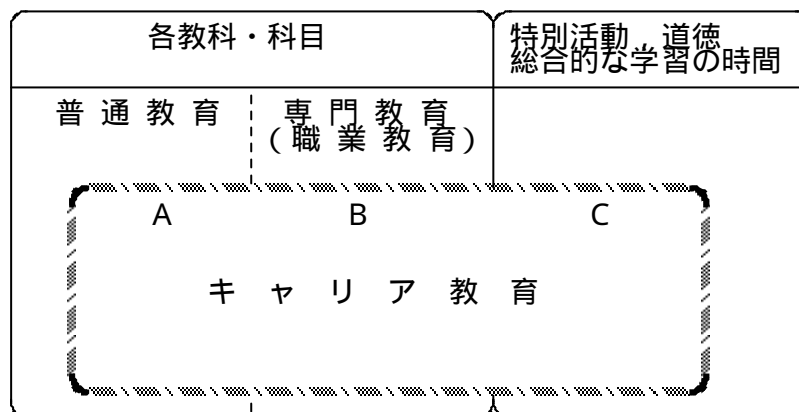 各教科・科目
特別活動　道徳
総合的な学習の時間
普 通 教 育
専 門 教 育
(職 業 教 育)
A B C
キ ャ リ ア 教 育